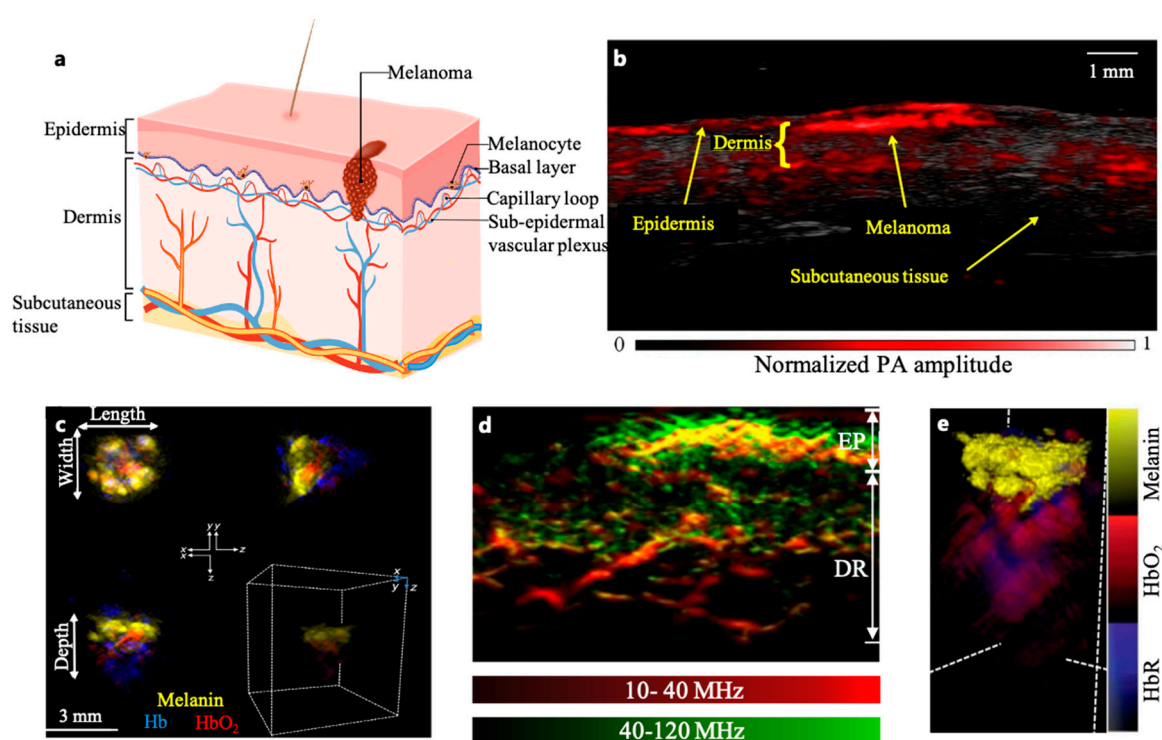 a
Melanoma
Epidermis
Melanocyte
Basal layer
Dermis
Capillary loop
Sub-epidermal
vascular plexus
Subcutaneous
tissue
b
1 mm
Dermis
Epidermis
Melanoma
Subcutaneous tissue
0
1
Normalized PA amplitude
c
Length
Width
y y
x
x
z
z
Depth
x
y
z
Melanin
Hb
HbO2
3 mm
d
EP
DR
10- 40 MHz
40-120 MHz
e
Melanin
HbO2
HbR